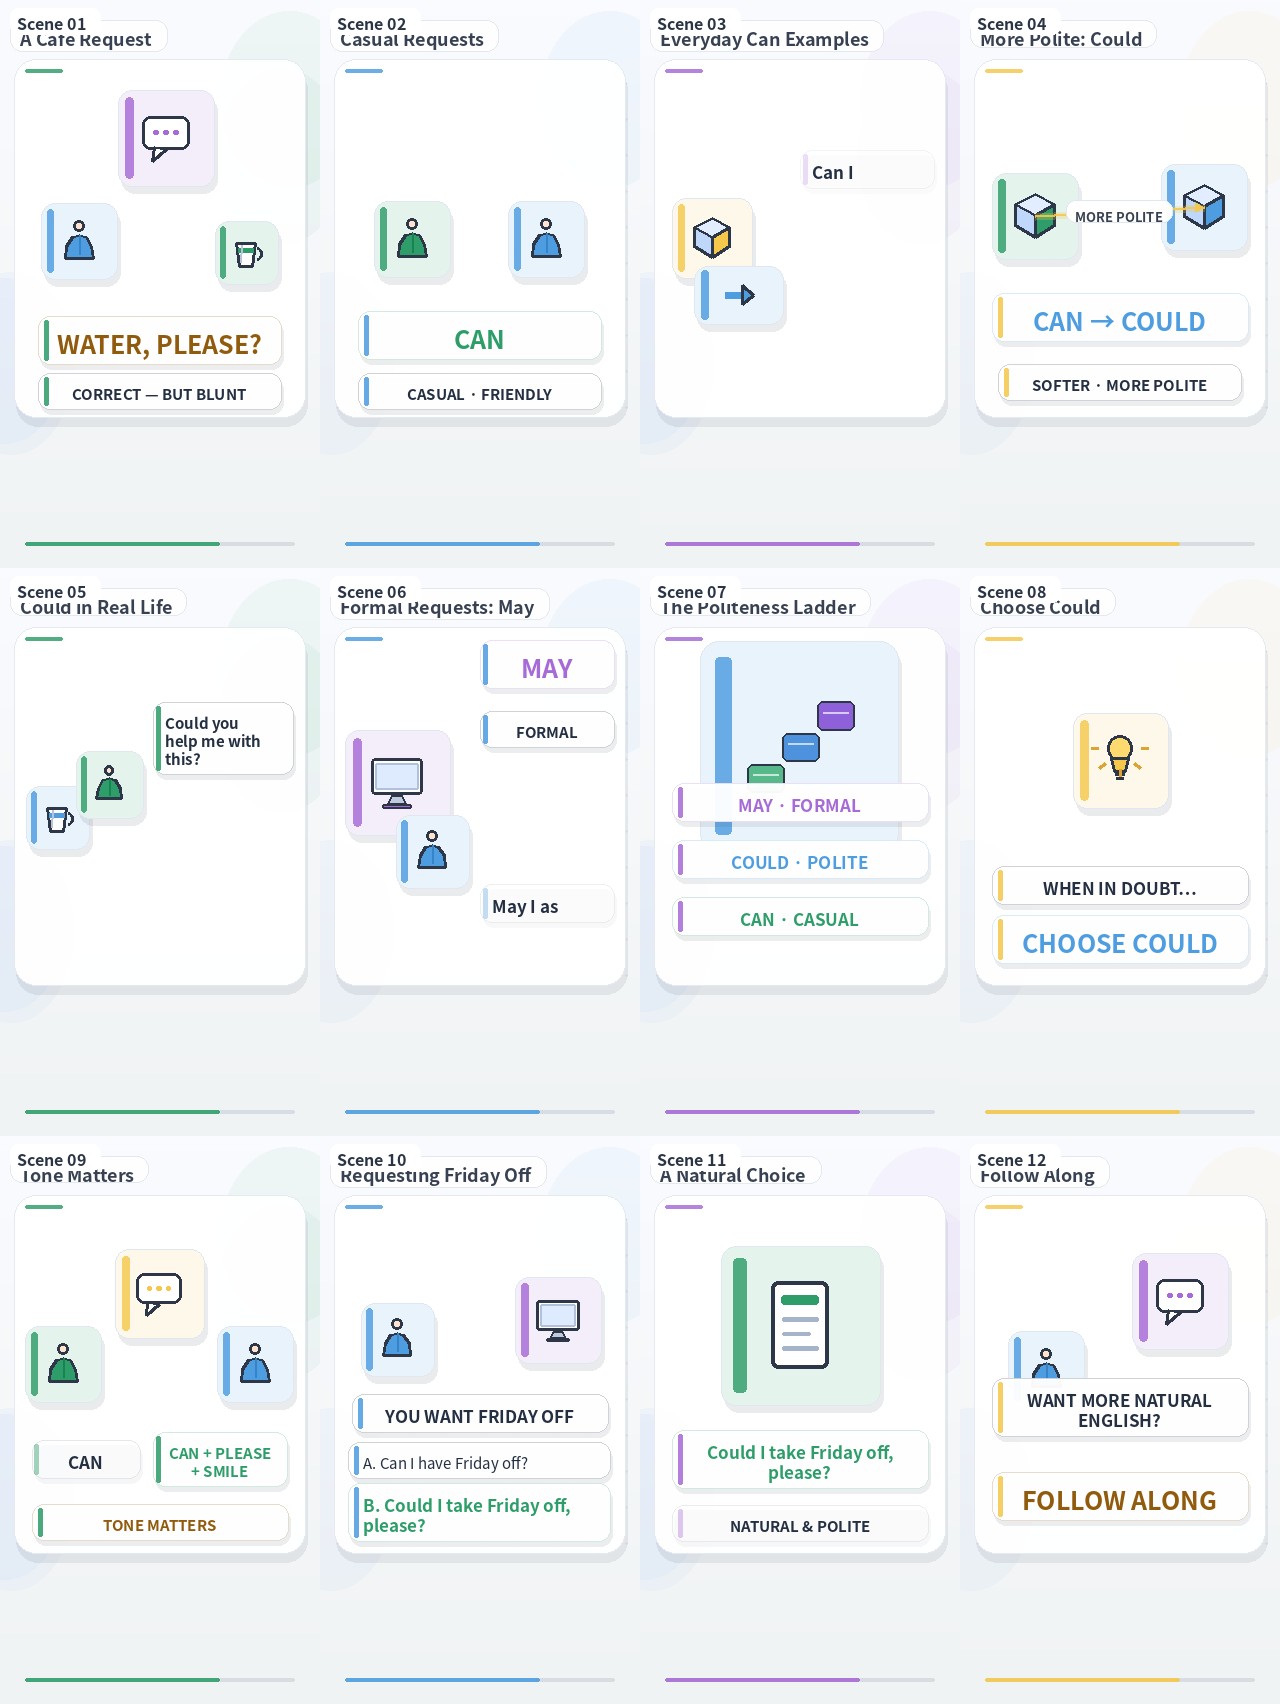 Scene 01
A Cafe Request
WATER, PLEASE?
CORRECT — BUT BLUNT
Scene 02
Casual Requests
CAN
CASUAL · FRIENDLY
Scene 03
Everyday Can Examples
Can I
Scene 04
More Polite: Could
MORE POLITE
CAN → COULD
SOFTER · MORE POLITE
Scene 05
Could in Real Life
Could you
help me with
this?
Scene 06
Formal Requests: May
MAY
FORMAL
May I as
Scene 07
The Politeness Ladder
MAY · FORMAL
COULD · POLITE
CAN · CASUAL
Scene 08
Choose Could
WHEN IN DOUBT...
CHOOSE COULD
Scene 09
Tone Matters
CAN
CAN + PLEASE
+ SMILE
TONE MATTERS
Scene 10
Requesting Friday Off
YOU WANT FRIDAY OFF
A. Can I have Friday off?
B. Could I take Friday off,
please?
Scene 11
A Natural Choice
Could I take Friday off,
please?
NATURAL & POLITE
Scene 12
Follow Along
WANT MORE NATURAL
ENGLISH?
FOLLOW ALONG